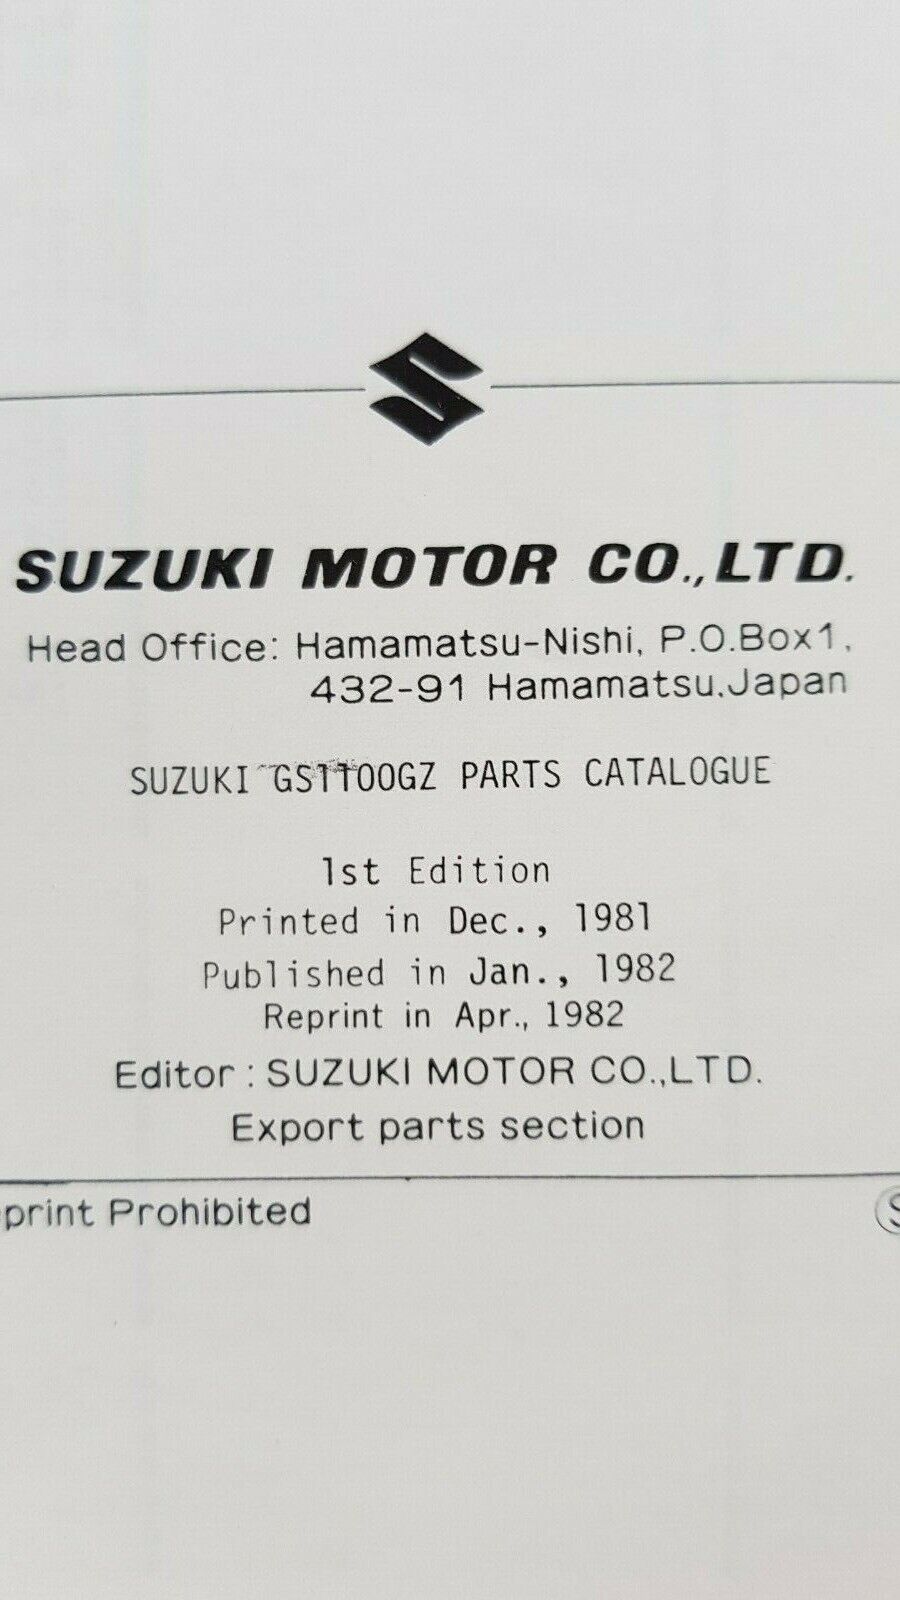 SUZUKI MOTOR CO.,LTD.
Head Office: Hamamatsu-Nishi, P.O.Box1,
432-91 Hamamatsu,Japan
SUZUKI GS1100GZ PARTS CATALOGUE
1st Edition
Printed in Dec., 1981
Published in Jan., 1982
Reprint in Apr., 1982
Editor : SUZUKI MOTOR CO.,LTD.
Export parts section
print Prohibited